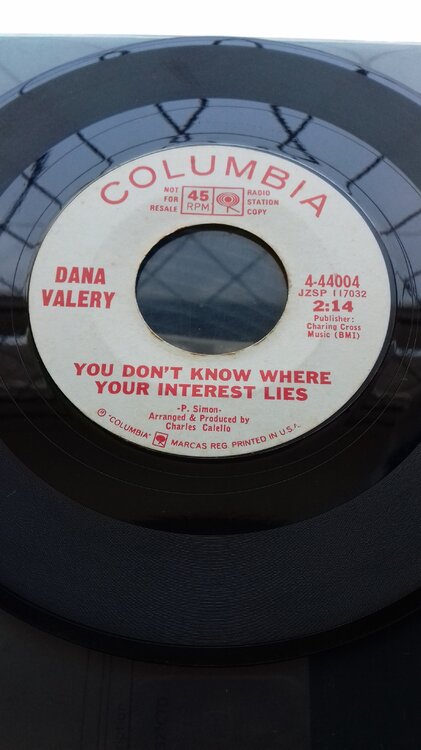 COLUMBIA
NOT FOR RESALE
45 RPM
RADIO STATION COPY
DANA VALERY
4-44004
JZSP 117032
2:14
Publisher:
Charing Cross
Music (BMI)
YOU DON'T KNOW WHERE
YOUR INTEREST LIES
-P. Simon-
Arranged & Produced by
Charles Calello
℗ "COLUMBIA" MARCAS REG. PRINTED IN U.S.A.